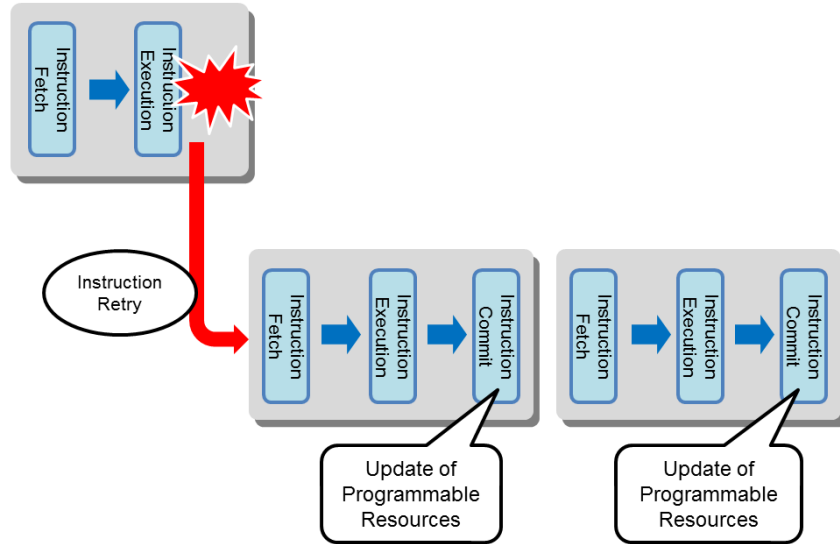 Instruction
Fetch
Instruction
Execution
Instruction
Retry
Instruction
Fetch
Instruction
Execution
Instruction
Commit
Instruction
Fetch
Instruction
Execution
Instruction
Commit
Update of
Programmable
Resources
Update of
Programmable
Resources